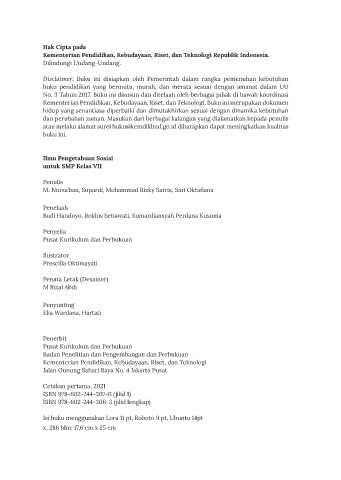 Hak Cipta pada
Kementerian Pendidikan, Kebudayaan, Riset, dan Teknologi Republik Indonesia.
Dilindungi Undang-Undang.
Disclaimer: Buku ini disiapkan oleh Pemerintah dalam rangka pemenuhan kebutuhan
buku pendidikan yang bermutu, murah, dan merata sesuai dengan amanat dalam UU
No. 3 Tahun 2017. Buku ini disusun dan ditelaah oleh berbagai pihak di bawah koordinasi
Kementerian Pendidikan, Kebudayaan, Riset, dan Teknologi. Buku ini merupakan dokumen
hidup yang senantiasa diperbaiki dan dimutakhirkan sesuai dengan dinamika kebutuhan
dan perubahan zaman. Masukan dari berbagai kalangan yang dialamatkan kepada penulis
atau melalui alamat surel buku@kemdikbud.go.id diharapkan dapat meningkatkan kualitas
buku ini.
Ilmu Pengetahuan Sosial
untuk SMP Kelas VII
Penulis
M. Nursa'ban, Supardi, Mohammad Rizky Satria, Sari Oktafiana
Penelaah
Budi Handoyo, Rokhis Setiawati, Sumardiansyah Perdana Kusuma
Penyelia
Pusat Kurikulum dan Perbukuan
Ilustrator
Prescilla Oktimayati
Penata Letak (Desainer)
M Rizal Abdi
Penyunting
Eka Wardana, Hartati
Penerbit
Pusat Kurikulum dan Perbukuan
Badan Penelitian dan Pengembangan dan Perbukuan
Kementerian Pendidikan, Kebudayaan, Riset, dan Teknologi
Jalan Gunung Sahari Raya No. 4 Jakarta Pusat
Cetakan pertama, 2021
ISBN 978-602-244-307-0 (jilid 1)
ISBN 978-602-244-306-3 (jilid lengkap)
Isi buku menggunakan Lora 11 pt, Roboto 9 pt, Ubuntu 14pt
x, 286 hlm: 17,6 cm x 25 cm